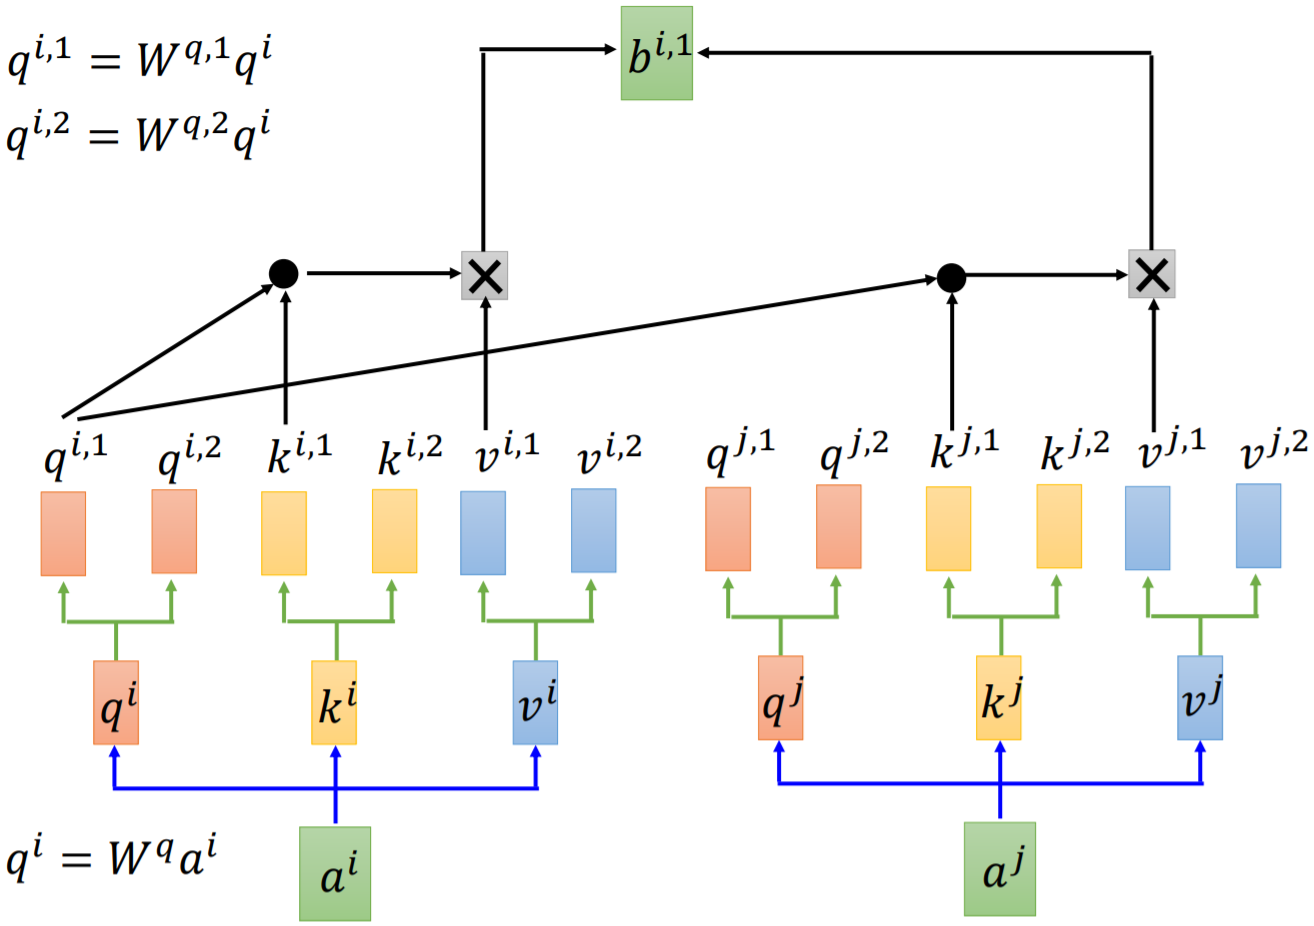 q^{i,1} = W^{q,1}q^i
q^{i,2} = W^{q,2}q^i
b^{i,1}
q^{i,1} q^{i,2} k^{i,1} k^{i,2} v^{i,1} v^{i,2} q^{j,1} q^{j,2} k^{j,1} k^{j,2} v^{j,1} v^{j,2}
q^i k^i v^i q^j k^j v^j
q^i = W^q a^i
a^i a^j